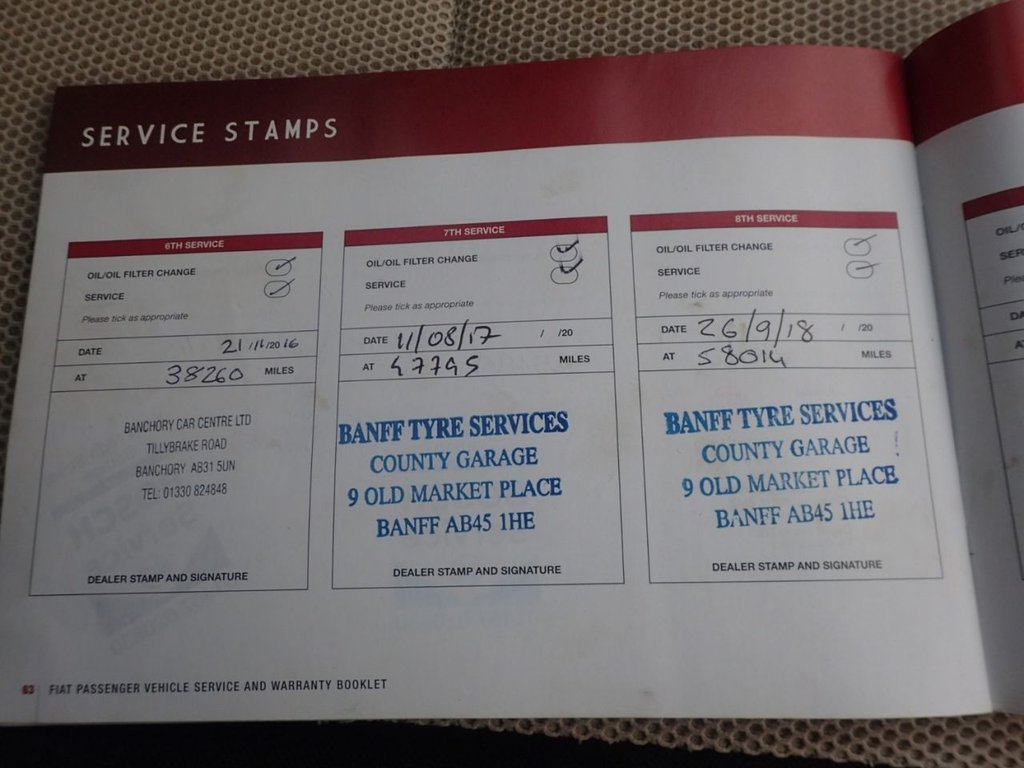 SERVICE STAMPS
6TH SERVICE
OIL/OIL FILTER CHANGE
SERVICE
Please tick as appropriate
DATE 21/11/2016
AT 38260 MILES
BANCHORY CAR CENTRE LTD
TILLYBRAKE ROAD
BANCHORY AB31 5UN
TEL: 01330 824848
DEALER STAMP AND SIGNATURE
7TH SERVICE
OIL/OIL FILTER CHANGE
SERVICE
Please tick as appropriate
DATE 11/08/17 / /20
AT 47795 MILES
BANFF TYRE SERVICES
COUNTY GARAGE
9 OLD MARKET PLACE
BANFF AB45 1HE
DEALER STAMP AND SIGNATURE
8TH SERVICE
OIL/OIL FILTER CHANGE
SERVICE
Please tick as appropriate
DATE 26/9/18 / /20
AT 58014 MILES
BANFF TYRE SERVICES
COUNTY GARAGE
9 OLD MARKET PLACE
BANFF AB45 1HE
DEALER STAMP AND SIGNATURE
63 FIAT PASSENGER VEHICLE SERVICE AND WARRANTY BOOKLET